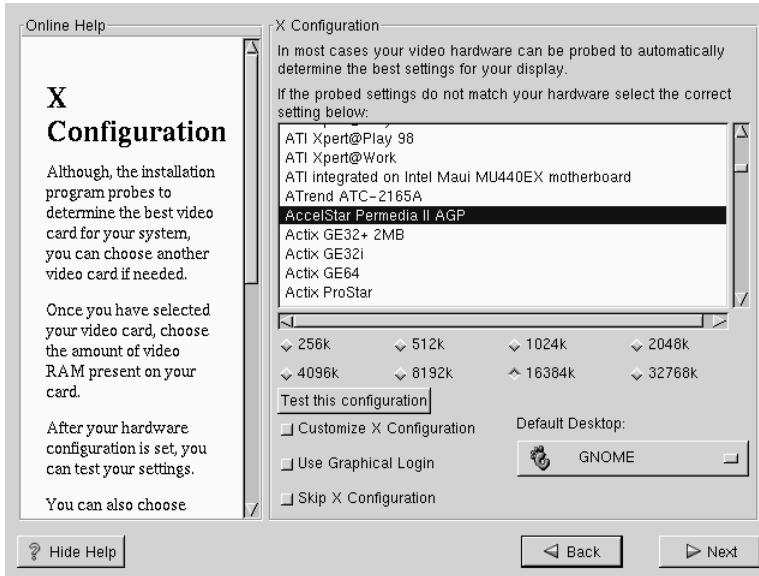 Online Help
X
Configuration
Although, the installation
program probes to
determine the best video
card for your system,
you can choose another
video card if needed.
Once you have selected
your video card, choose
the amount of video
RAM present on your
card.
After your hardware
configuration is set, you
can test your settings.
You can also choose
X Configuration
In most cases your video hardware can be probed to automatically
determine the best settings for your display.
If the probed settings do not match your hardware select the correct
setting below:
ATI Xpert@Play 98
ATI Xpert@Work
ATI integrated on Intel Maui MU440EX motherboard
ATrend ATC-2165A
AccelStar Permedia II AGP
Actix GE32+ 2MB
Actix GE32i
Actix GE64
Actix ProStar
256k 512k 1024k 2048k
4096k 8192k 16384k 32768k
Test this configuration
Customize X Configuration
Use Graphical Login
Skip X Configuration
Default Desktop:
GNOME
Hide Help
Back
Next